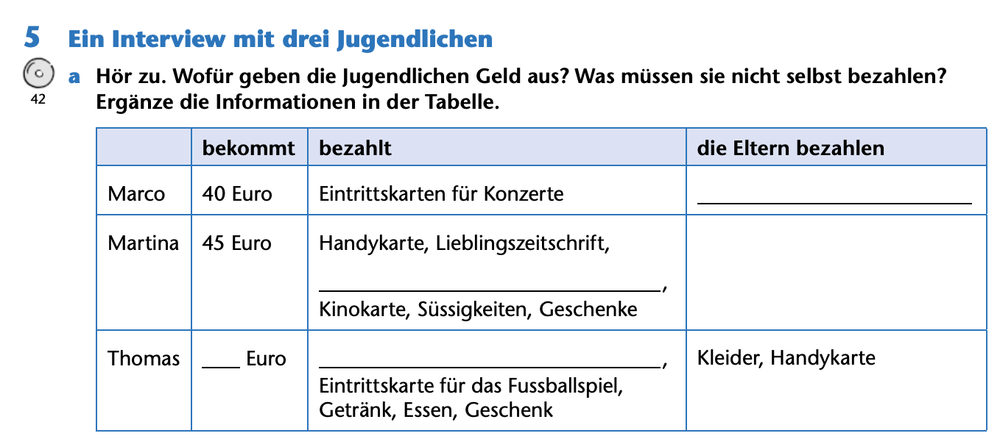 5 Ein Interview mit drei Jugendlichen
42
a Hör zu. Wofür geben die Jugendlichen Geld aus? Was müssen sie nicht selbst bezahlen?
Ergänze die Informationen in der Tabelle.
bekommt bezahlt die Eltern bezahlen
Marco 40 Euro Eintrittskarten für Konzerte ____
Martina 45 Euro Handykarte, Lieblingszeitschrift,
____,
Kinokarte, Süssigkeiten, Geschenke
Thomas ____ Euro ____, Kleider, Handykarte
Eintrittskarte für das Fussballspiel,
Getränk, Essen, Geschenk